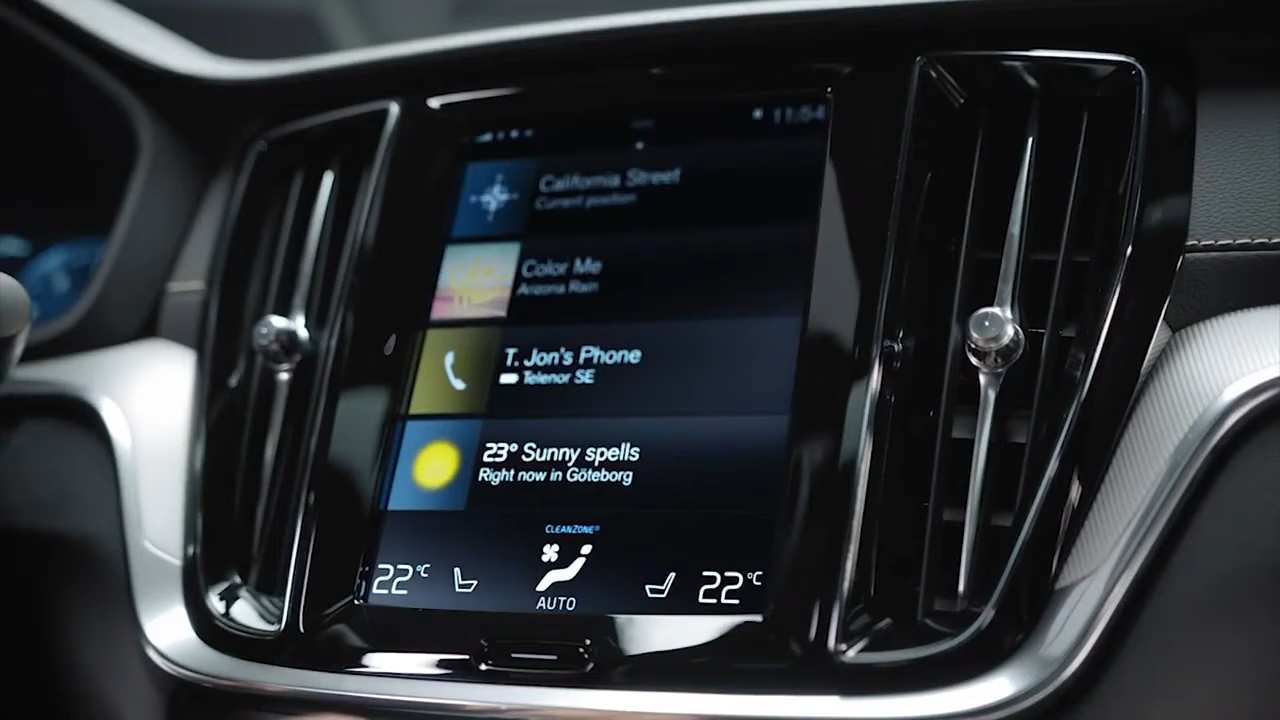 11:54
California Street
Current position
Color Me
Arizona Rain
T. Jon's Phone
Telenor SE
23° Sunny spells
Right now in Göteborg
CLEANZONE®
22°C
22°C
AUTO